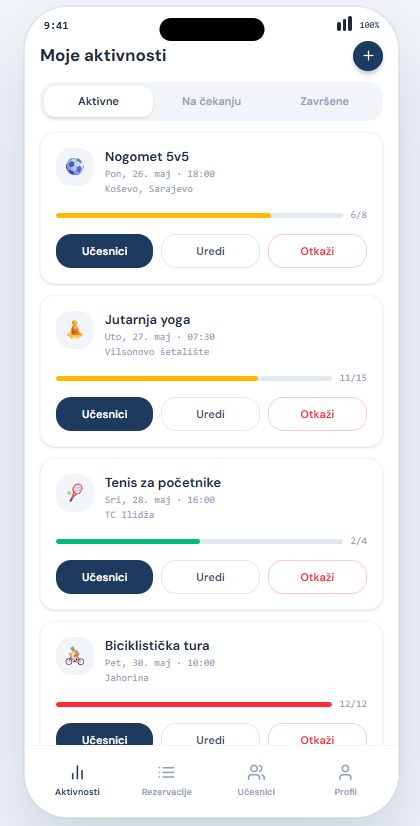 9:41
100%
Moje aktivnosti
+
Aktivne
Na čekanju
Završene
Nogomet 5v5
Pon, 26. maj · 18:00
Koševo, Sarajevo
6/8
Učesnici
Uredi
Otkaži
Jutarnja yoga
Uto, 27. maj · 07:30
Vilsonovo šetalište
11/15
Učesnici
Uredi
Otkaži
Tenis za početnike
Sri, 28. maj · 16:00
TC Ilidža
2/4
Učesnici
Uredi
Otkaži
Biciklistička tura
Pet, 30. maj · 10:00
Jahorina
12/12
Učesnici
Uredi
Otkaži
Aktivnosti
Rezervacije
Učesnici
Profil